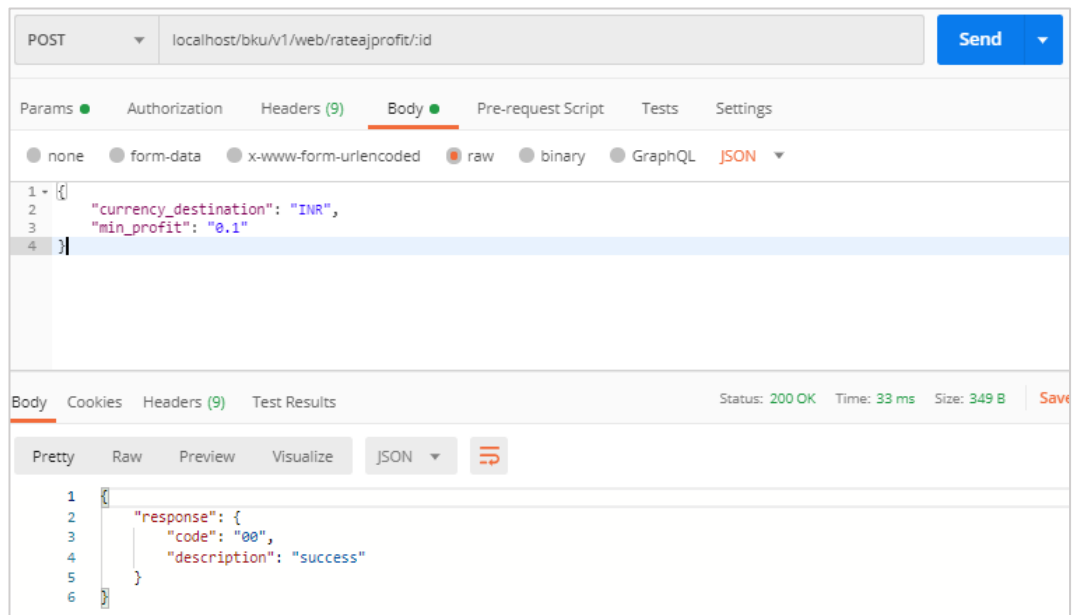 POST localhost/bku/v1/web/rateajprofit/:id Send
Params Authorization Headers (9) Body Pre-request Script Tests Settings
none form-data x-www-form-urlencoded raw binary GraphQL JSON
1 {
2 "currency_destination": "INR",
3 "min_profit": "0.1"
4 }
Body Cookies Headers (9) Test Results Status: 200 OK Time: 33 ms Size: 349 B Save
Pretty Raw Preview Visualize JSON
1 {
2 "response": {
3 "code": "00",
4 "description": "success"
5 }
6 }